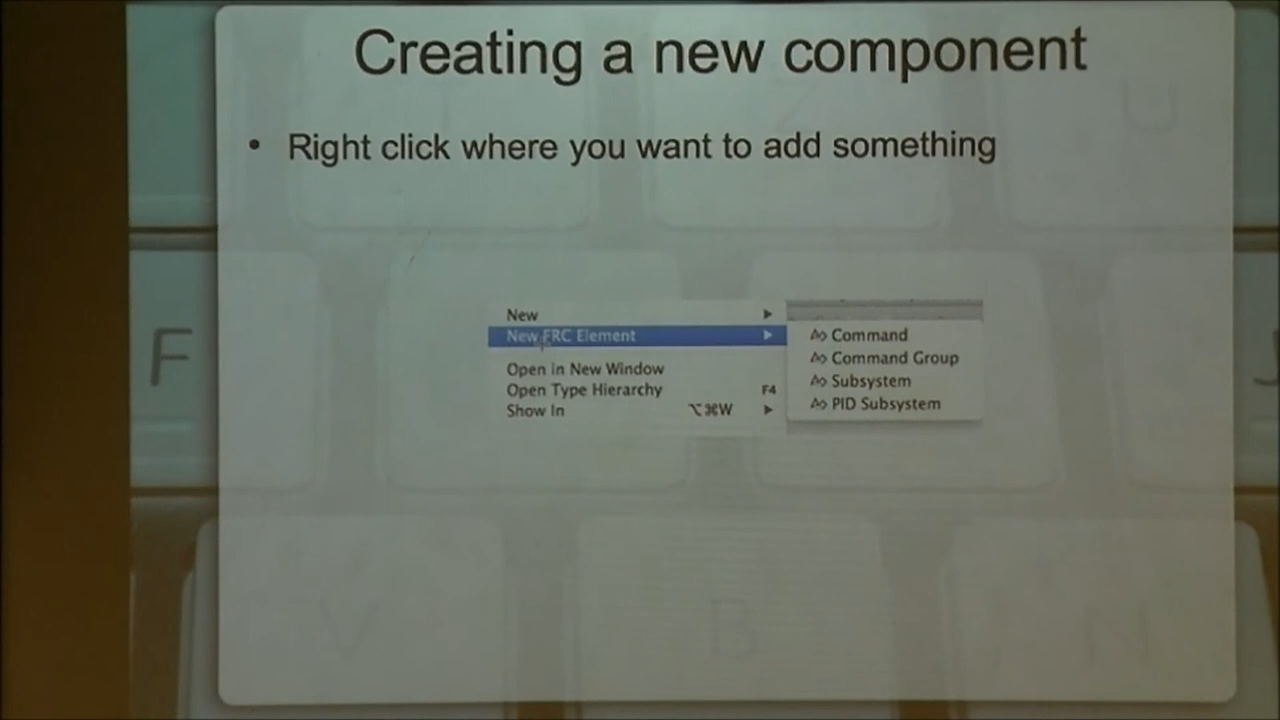 Creating a new component
• Right click where you want to add something
New
New FRC Element
Open in New Window
Open Type Hierarchy F4
Show In ⌥⌘W
Command
Command Group
Subsystem
PID Subsystem
F
B
N